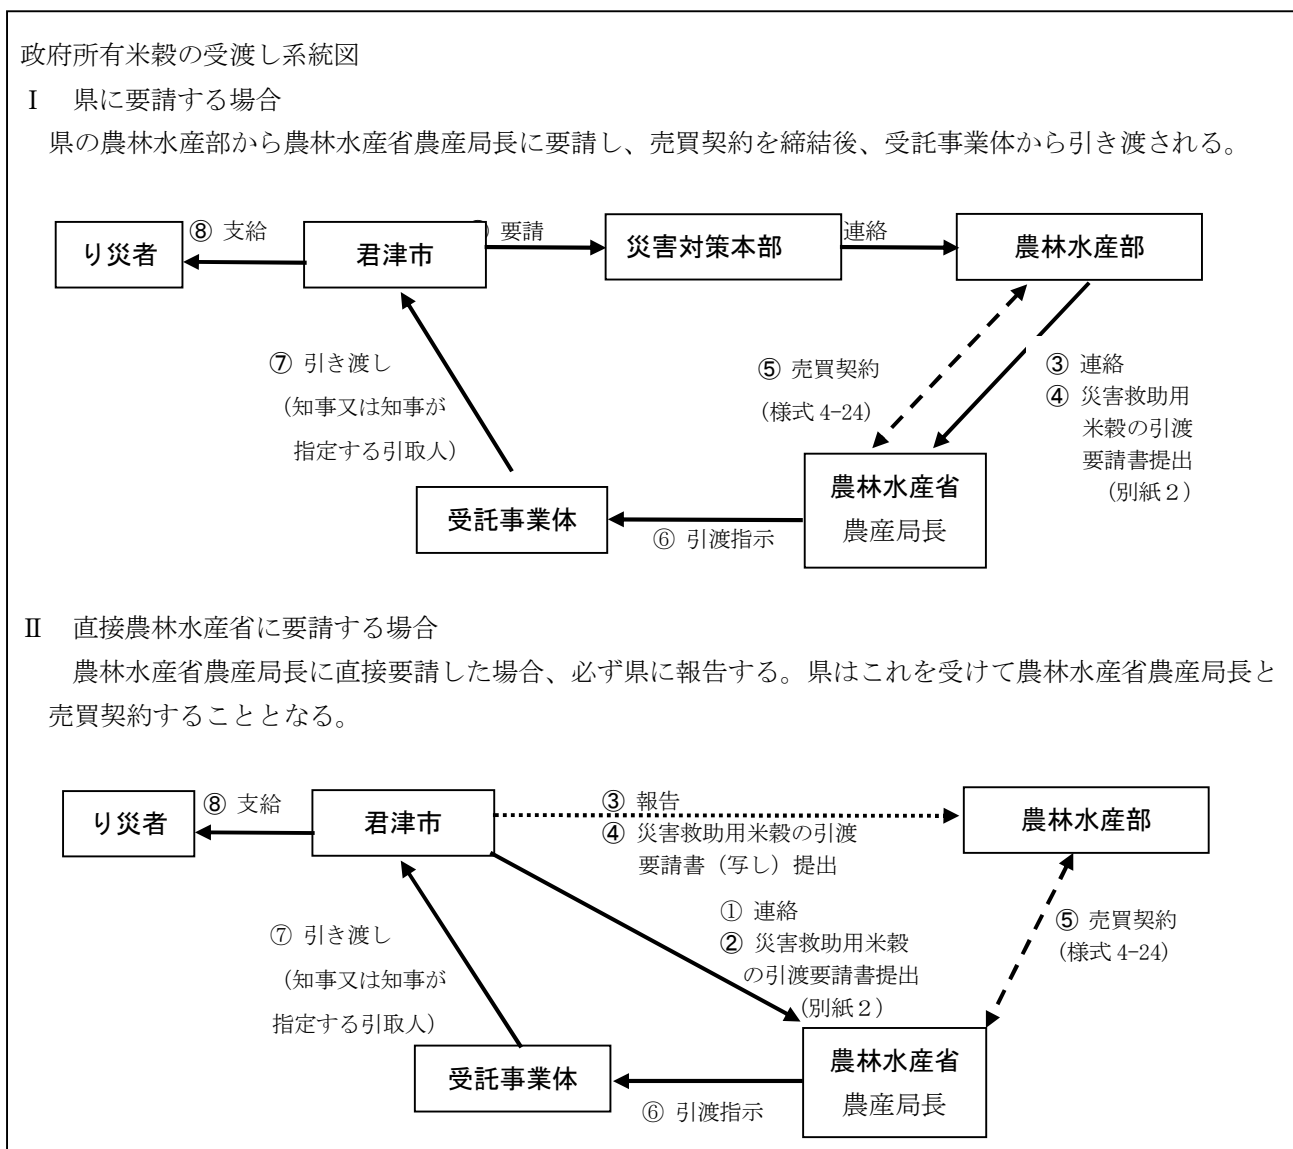 政府所有米穀の受渡し系統図
Ⅰ 県に要請する場合
県の農林水産部から農林水産省農産局長に要請し、売買契約を締結後、受託事業体から引き渡される。
り災者
⑧ 支給
君津市
要請
災害対策本部
連絡
農林水産部
⑦ 引き渡し
（知事又は知事が
指定する引取人）
⑤ 売買契約
(様式 4-24)
③ 連絡
④ 災害救助用
米穀の引渡
要請書提出
（別紙２）
受託事業体
⑥ 引渡指示
農林水産省
農産局長
Ⅱ 直接農林水産省に要請する場合
農林水産省農産局長に直接要請した場合、必ず県に報告する。県はこれを受けて農林水産省農産局長と
売買契約することとなる。
り災者
⑧ 支給
君津市
③ 報告
④ 災害救助用米穀の引渡
要請書（写し）提出
農林水産部
⑦ 引き渡し
（知事又は知事が
指定する引取人）
① 連絡
② 災害救助用米穀
の引渡要請書提出
（別紙２）
⑤ 売買契約
(様式 4-24)
受託事業体
⑥ 引渡指示
農林水産省
農産局長